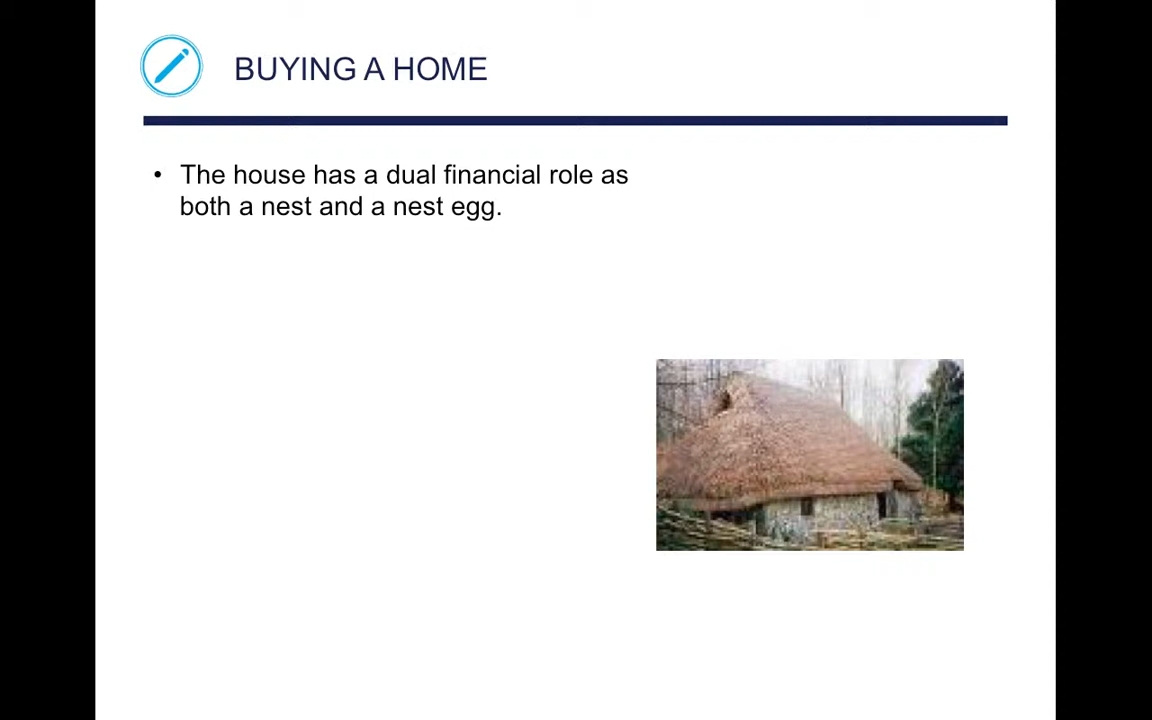 BUYING A HOME
• The house has a dual financial role as
both a nest and a nest egg.